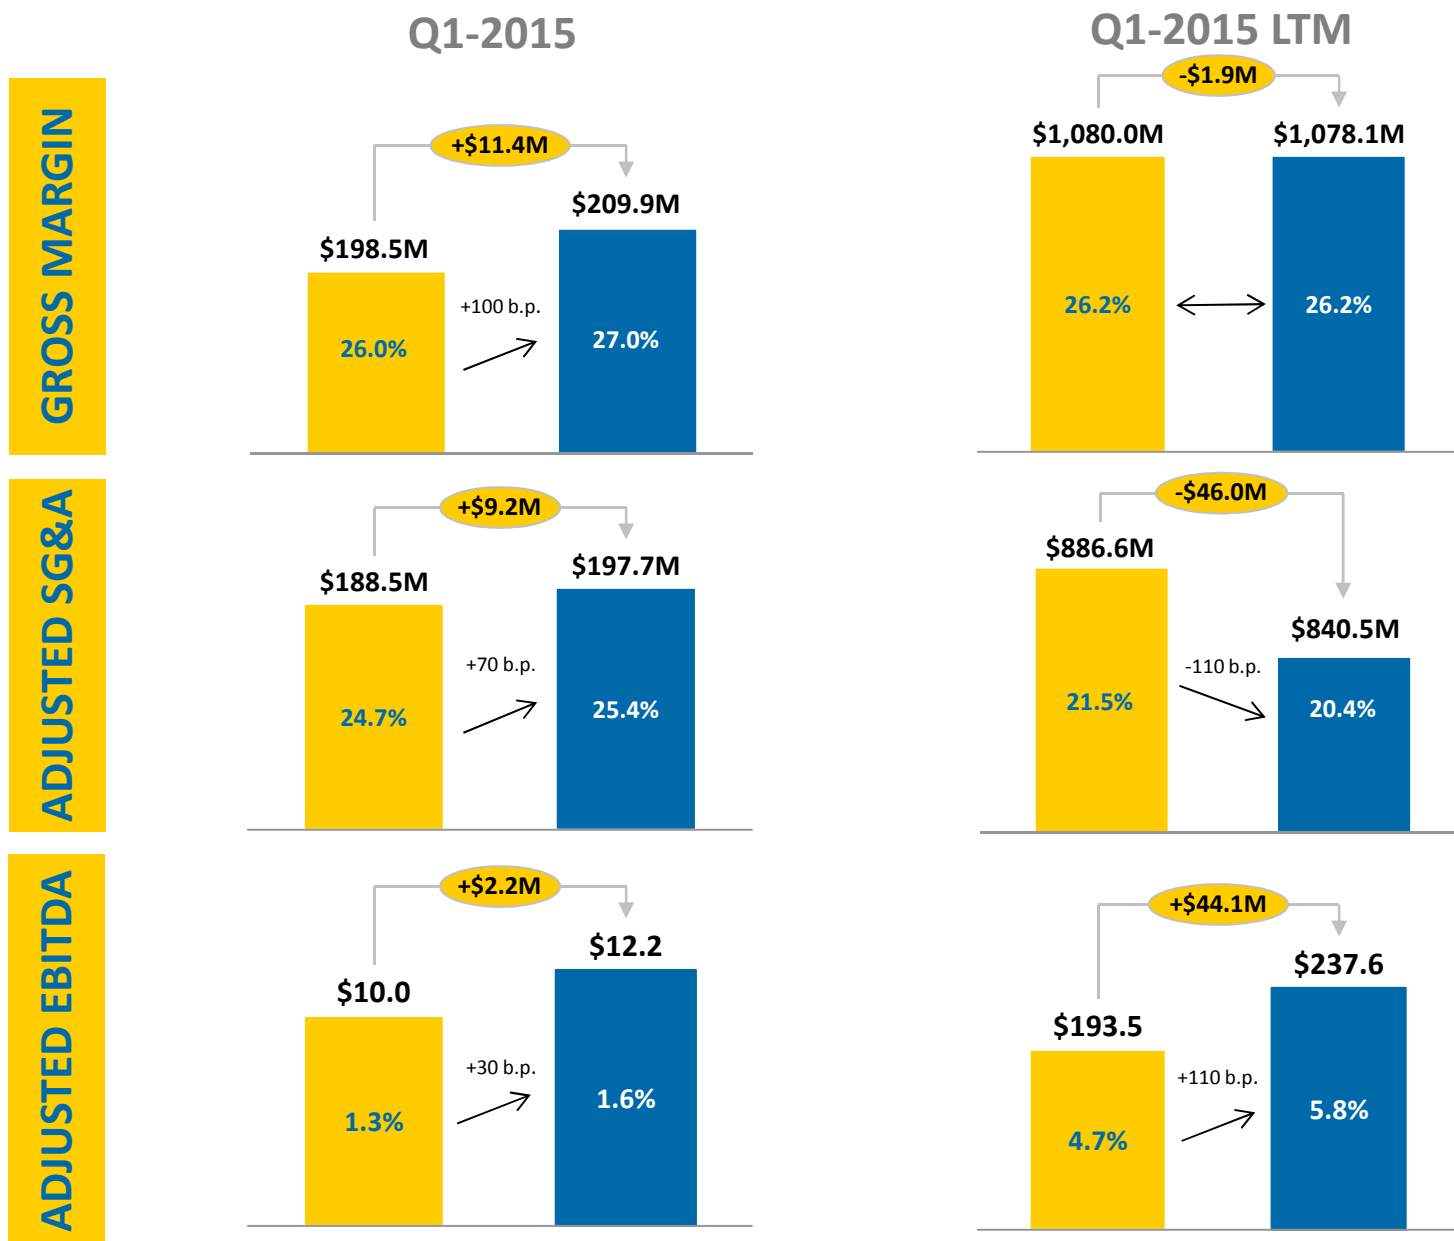 Q1-2015
Q1-2015 LTM
GROSS MARGIN
+$11.4M
$198.5M
$209.9M
26.0%
+100 b.p.
27.0%
-$1.9M
$1,080.0M
$1,078.1M
26.2%
26.2%
ADJUSTED SG&A
+$9.2M
$188.5M
$197.7M
24.7%
+70 b.p.
25.4%
-$46.0M
$886.6M
$840.5M
21.5%
-110 b.p.
20.4%
ADJUSTED EBITDA
+$2.2M
$10.0
$12.2
1.3%
+30 b.p.
1.6%
+$44.1M
$193.5
$237.6
4.7%
+110 b.p.
5.8%